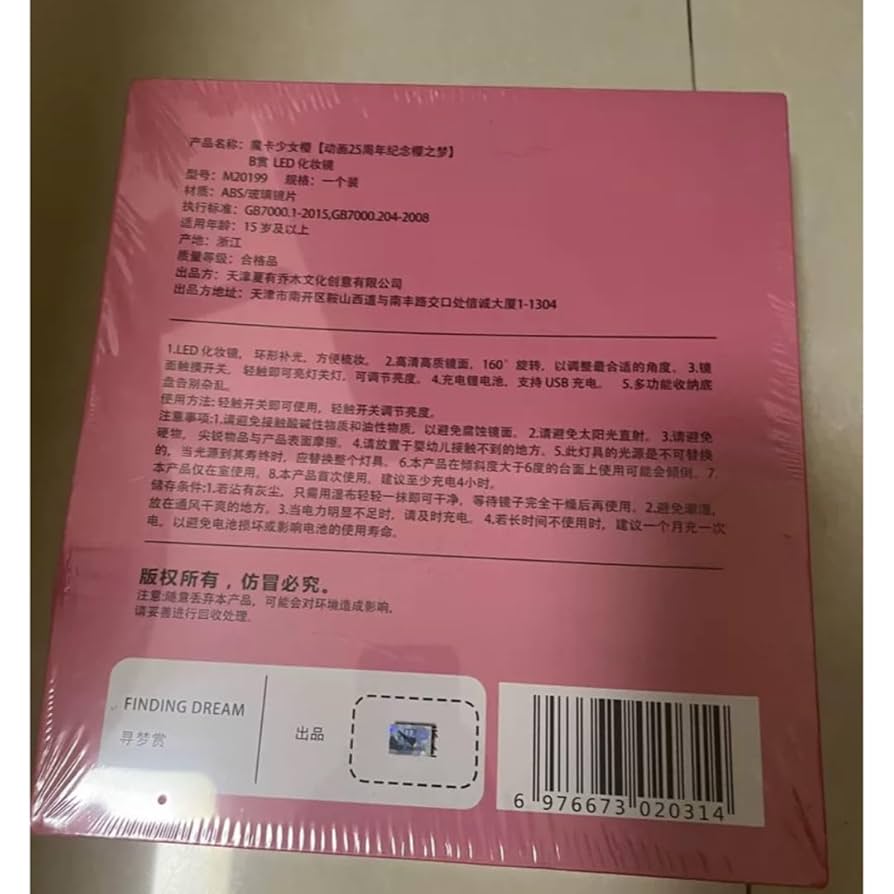 产品名称：魔卡少女樱【动画25周年纪念樱之梦】
B赏 LED 化妆镜
型号：M20199 规格：一个装
材质：ABS/玻璃镜片
执行标准：GB7000.1-2015,GB7000.204-2008
适用年龄：15 岁及以上
产地：浙江
质量等级：合格品
出品方：天津夏有乔木文化创意有限公司
出品方地址：天津市南开区鞍山西道与南丰路交口处信诚大厦1-1304
1.LED 化妆镜，环形补光，方便梳妆。 2.高清高质镜面，160°旋转，以调整最合适的角度。 3.镜
面触摸开关，轻触即可亮灯关灯，可调节亮度。 4.充电锂电池，支持 USB 充电。 5.多功能收纳底
盘告别杂乱。
使用方法：轻触开关即可使用，轻触开关调节亮度。
注意事项:1.请避免接触酸碱性物质和油性物质，以避免腐蚀镜面。 2.请避免太阳光直射。 3.请避免
硬物，尖锐物品与产品表面摩擦。 4.请放置于婴幼儿接触不到的地方。 5.此灯具的光源是不可替换
的，当光源到其寿终时，应替换整个灯具。 6.本产品在倾斜度大于6度的台面上使用可能会倾倒。 7.
本产品仅在室使用。 8.本产品首次使用，建议至少充电4小时。
储存条件:1.若沾有灰尘，只需用湿布轻轻一抹即可干净，等待镜子完全干燥后再使用。 2.避免潮湿，
放在通风干爽的地方。 3.当电力明显不足时，请及时充电。 4.若长时间不使用时，建议一个月充一次
电，以避免电池损坏或影响电池的使用寿命。
版权所有，仿冒必究。
注意:随意丢弃本产品，可能会对环境造成影响，
请妥善进行回收处理。
FINDING DREAM
寻梦赏
出品
6 976673 020314